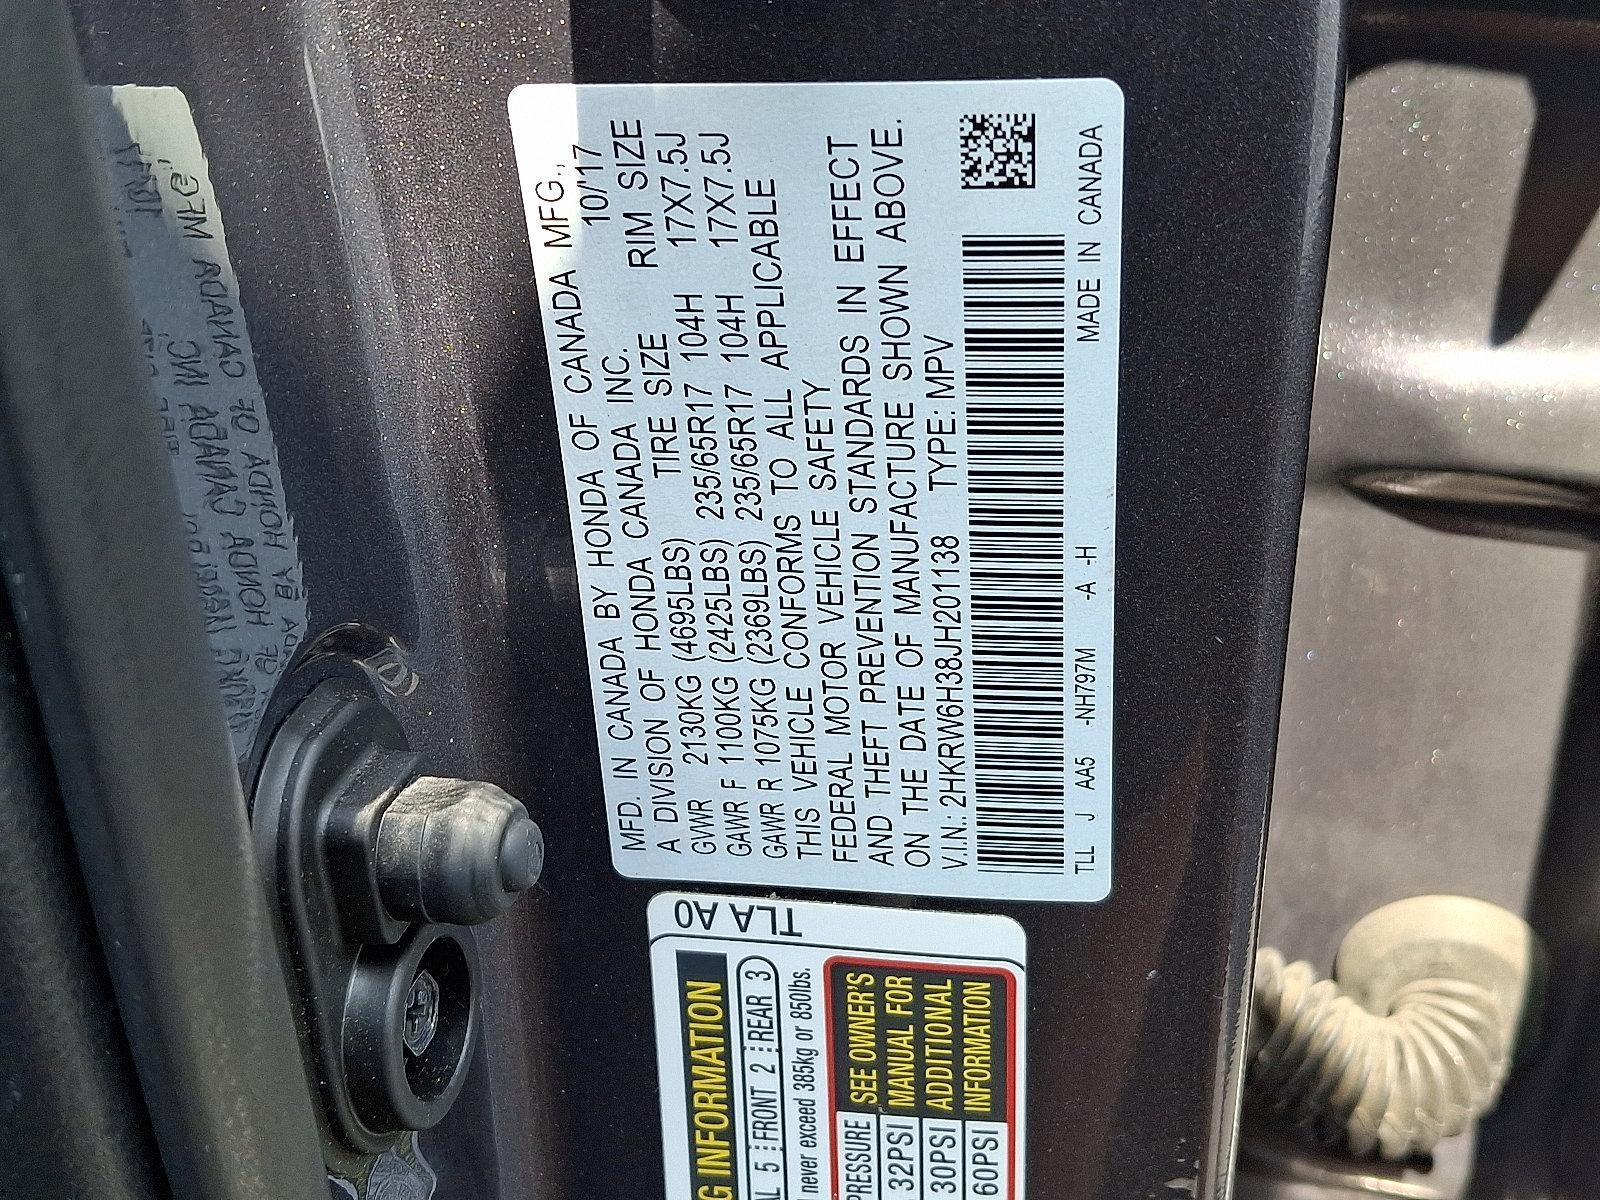 MFD. IN CANADA BY HONDA OF CANADA MFG.,
A DIVISION OF HONDA CANADA INC. 10/17
TIRE SIZE RIM SIZE
GVWR 2130KG (4695LBS)
GAWR F 1100KG (2425LBS) 235/65R17 104H 17X7.5J
GAWR R 1075KG (2369LBS) 235/65R17 104H 17X7.5J
THIS VEHICLE CONFORMS TO ALL APPLICABLE
FEDERAL MOTOR VEHICLE SAFETY
AND THEFT PREVENTION STANDARDS IN EFFECT
ON THE DATE OF MANUFACTURE SHOWN ABOVE.
V.I.N.: 2HKRW6H38JH201138 TYPE: MPV
TLL J AA5 -NH797M -A -H MADE IN CANADA
TLA A0
G INFORMATION
AL 5 FRONT 2 REAR 3
never exceed 385kg or 850lbs.
PRESSURE SEE OWNER'S
32PSI MANUAL FOR
30PSI ADDITIONAL
60PSI INFORMATION